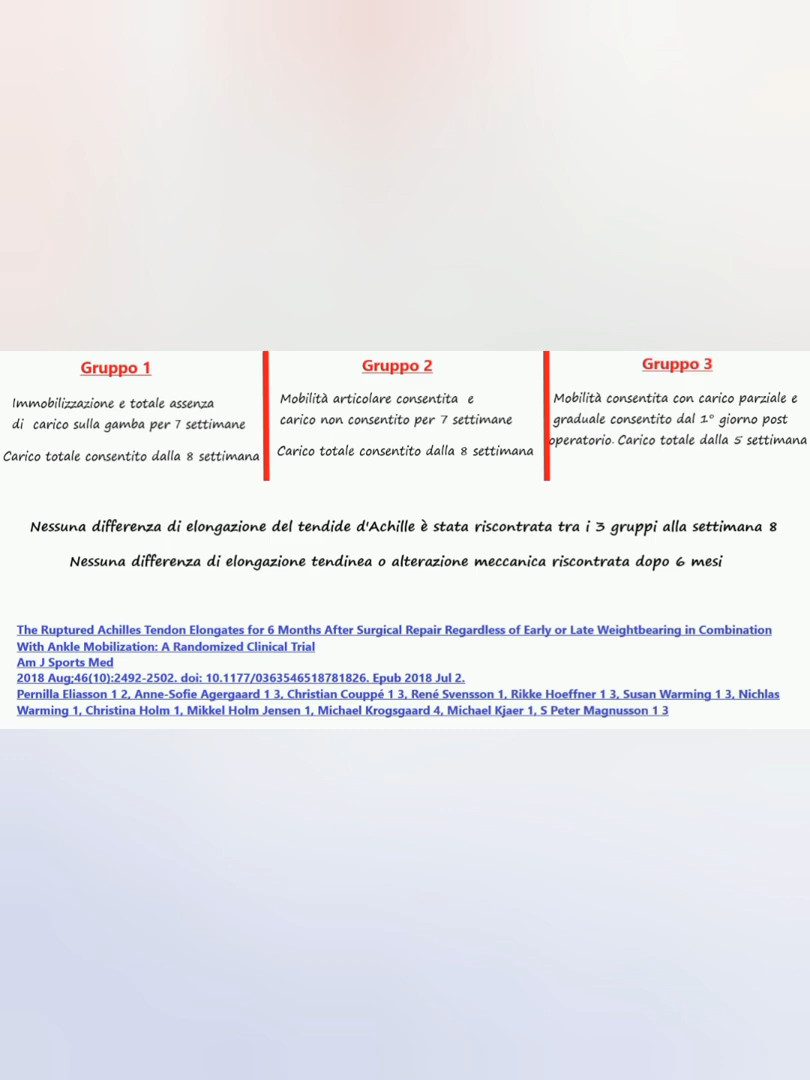 Gruppo 1
Immobilizzazione e totale assenza
di carico sulla gamba per 7 settimane
Carico totale consentito dalla 8 settimana
Gruppo 2
Mobilità articolare consentita e
carico non consentito per 7 settimane
Carico totale consentito dalla 8 settimana
Gruppo 3
Mobilità consentita con carico parziale e
graduale consentito dal 1° giorno post
operatorio. Carico totale dalla 5 settimana
Nessuna differenza di elongazione del tendide d'Achille è stata riscontrata tra i 3 gruppi alla settimana 8
Nessuna differenza di elongazione tendinea o alterazione meccanica riscontrata dopo 6 mesi
The Ruptured Achilles Tendon Elongates for 6 Months After Surgical Repair Regardless of Early or Late Weightbearing in Combination
With Ankle Mobilization: A Randomized Clinical Trial
Am J Sports Med
2018 Aug;46(10):2492-2502. doi: 10.1177/0363546518781826. Epub 2018 Jul 2.
Pernilla Eliasson 1 2, Anne-Sofie Agergaard 1 3, Christian Couppé 1 3, René Svensson 1, Rikke Hoeffner 1 3, Susan Warming 1 3, Nichlas
Warming 1, Christina Holm 1, Mikkel Holm Jensen 1, Michael Krogsgaard 4, Michael Kjaer 1, S Peter Magnusson 1 3